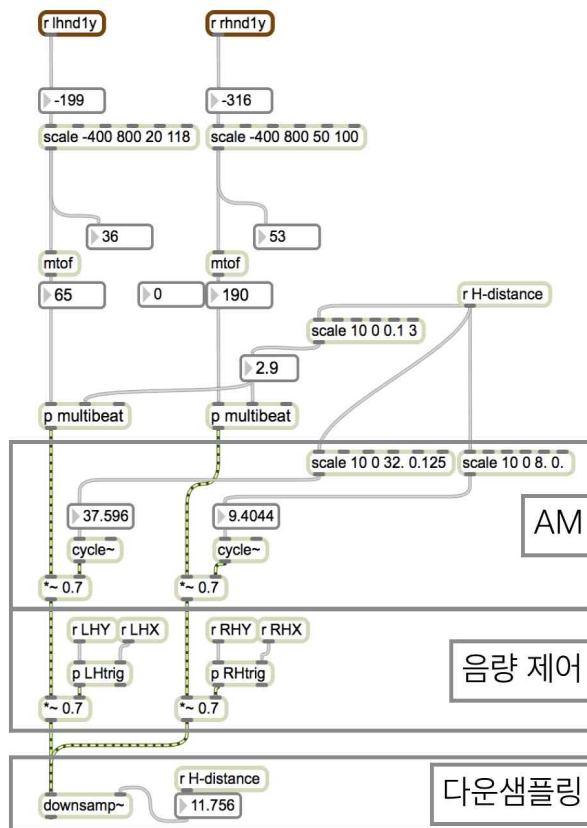 r lhnd1y
r rhnd1y
-199
-316
scale -400 800 20 118
scale -400 800 50 100
36
53
mtof
mtof
65
0
190
r H-distance
scale 10 0 0.1 3
2.9
p multibeat
p multibeat
scale 10 0 32. 0.125
scale 10 0 8. 0.
37.596
9.4044
AM
cycle~
cycle~
*~ 0.7
*~ 0.7
r LHY
r LHX
r RHY
r RHX
p LHtrig
p RHtrig
음량 제어
*~ 0.7
*~ 0.7
r H-distance
downsamp~
11.756
다운샘플링